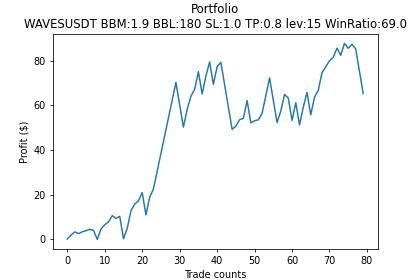 Portfolio
WAVESUSDT BBM:1.9 BBL:180 SL:1.0 TP:0.8 lev:15 WinRatio:69.0
Profit ($)
80
60
40
20
0
0 10 20 30 40 50 60 70 80
Trade counts